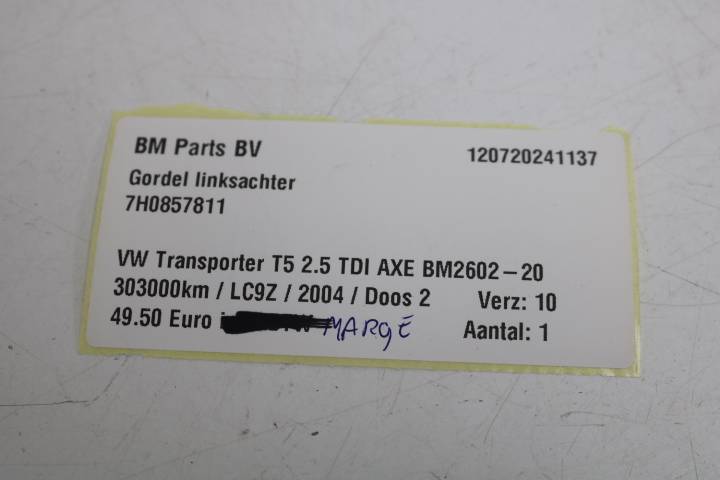 BM Parts BV 120720241137
Gordel linksachter
7H0857811
VW Transporter T5 2.5 TDI AXE BM2602-20
303000km / LC9Z / 2004 / Doos 2 Verz: 10
49.50 Euro MARGE Aantal: 1